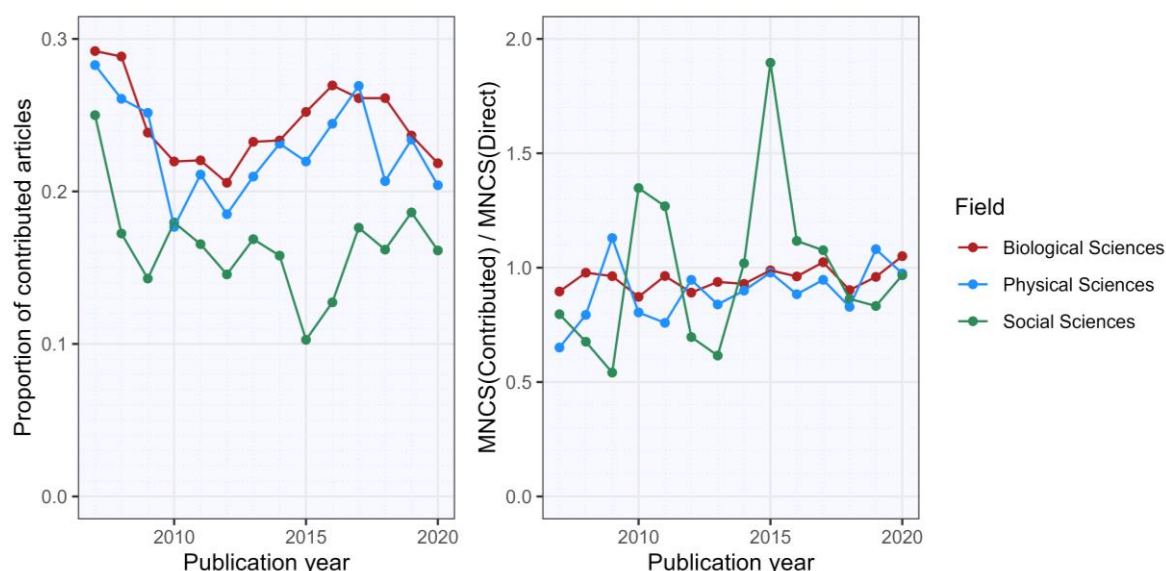 Proportion of contributed articles
0.3
0.2
0.1
0.0
2010
2015
2020
Publication year
MNCS(Contributed) / MNCS(Direct)
2.0
1.5
1.0
0.5
0.0
2010
2015
2020
Publication year
Field
Biological Sciences
Physical Sciences
Social Sciences